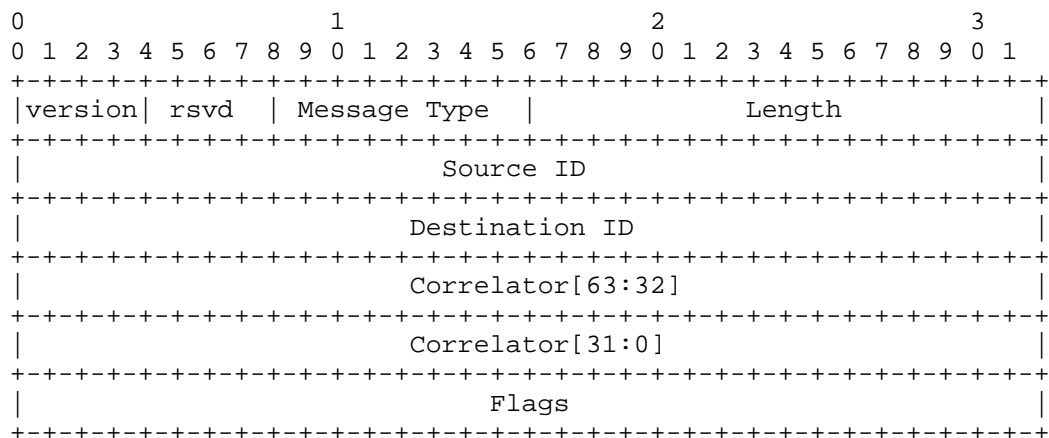 0                   1                   2                   3
0 1 2 3 4 5 6 7 8 9 0 1 2 3 4 5 6 7 8 9 0 1 2 3 4 5 6 7 8 9 0 1
+-+-+-+-+-+-+-+-+-+-+-+-+-+-+-+-+-+-+-+-+-+-+-+-+-+-+-+-+-+-+-+-+
|version| rsvd  | Message Type  |             Length            |
+-+-+-+-+-+-+-+-+-+-+-+-+-+-+-+-+-+-+-+-+-+-+-+-+-+-+-+-+-+-+-+-+
|                          Source ID                            |
+-+-+-+-+-+-+-+-+-+-+-+-+-+-+-+-+-+-+-+-+-+-+-+-+-+-+-+-+-+-+-+-+
|                        Destination ID                         |
+-+-+-+-+-+-+-+-+-+-+-+-+-+-+-+-+-+-+-+-+-+-+-+-+-+-+-+-+-+-+-+-+
|                        Correlator[63:32]                      |
+-+-+-+-+-+-+-+-+-+-+-+-+-+-+-+-+-+-+-+-+-+-+-+-+-+-+-+-+-+-+-+-+
|                        Correlator[31:0]                       |
+-+-+-+-+-+-+-+-+-+-+-+-+-+-+-+-+-+-+-+-+-+-+-+-+-+-+-+-+-+-+-+-+
|                             Flags                             |
+-+-+-+-+-+-+-+-+-+-+-+-+-+-+-+-+-+-+-+-+-+-+-+-+-+-+-+-+-+-+-+-+